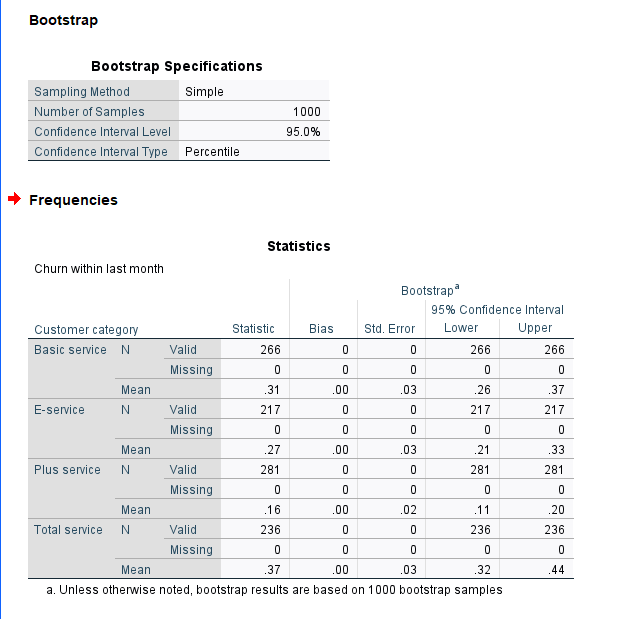 Bootstrap
Bootstrap Specifications
Sampling Method Simple
Number of Samples 1000
Confidence Interval Level 95.0%
Confidence Interval Type Percentile
Frequencies
Statistics
Churn within last month
Bootstrapa
95% Confidence Interval
Customer category Statistic Bias Std. Error Lower Upper
Basic service N Valid 266 0 0 266 266
Missing 0 0 0 0 0
Mean .31 .00 .03 .26 .37
E-service N Valid 217 0 0 217 217
Missing 0 0 0 0 0
Mean .27 .00 .03 .21 .33
Plus service N Valid 281 0 0 281 281
Missing 0 0 0 0 0
Mean .16 .00 .02 .11 .20
Total service N Valid 236 0 0 236 236
Missing 0 0 0 0 0
Mean .37 .00 .03 .32 .44
a. Unless otherwise noted, bootstrap results are based on 1000 bootstrap samples